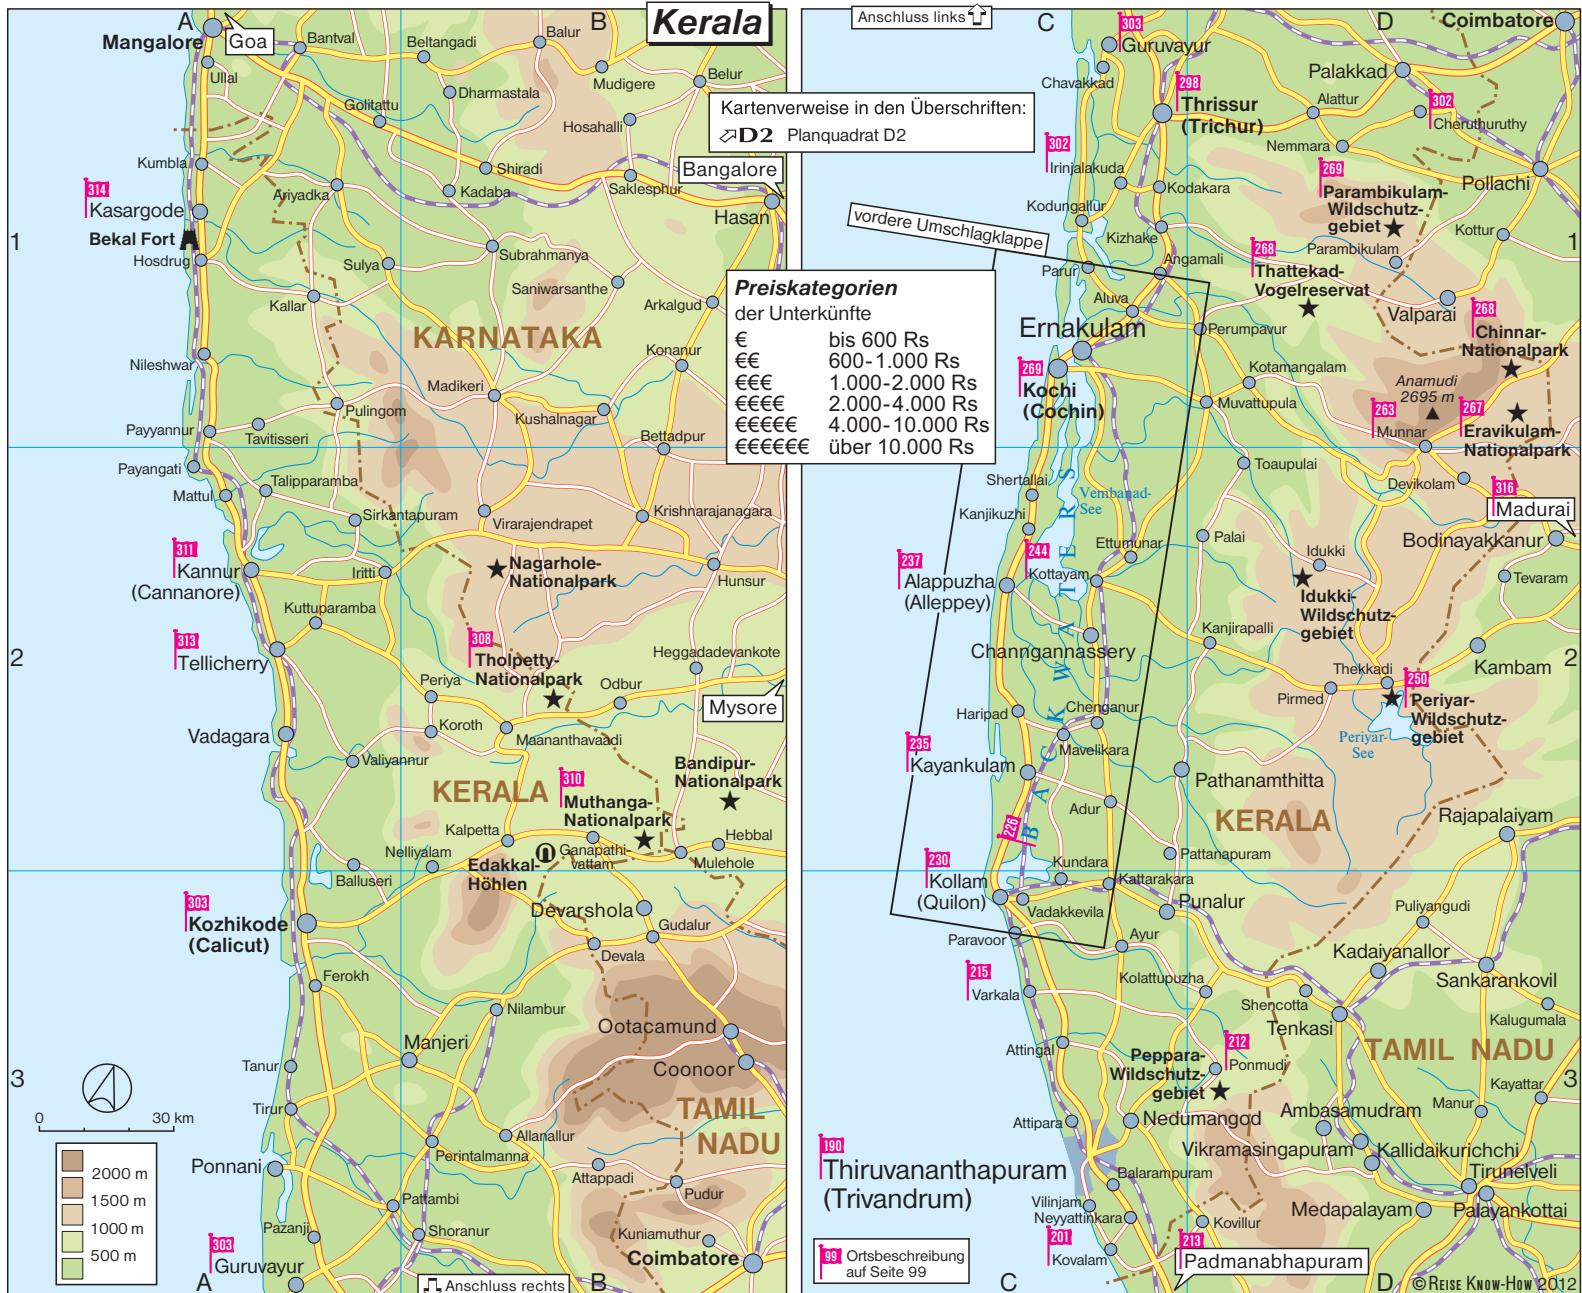 Kerala
A
B
Mangalore
Goa
Bantval
Beltangadi
Balur
Ullal
Mudigere
Belur
Dharmastala
Golitattu
Hosahalli
Kumbla
Shiradi
314
Kasargode
Ariyadka
Kadaba
Saklesphur
Bangalore
Hasan
Bekal Fort
1
Hosdrug
Sulya
Subrahmanya
Saniwarsanthe
Kallar
Arkalgud
KARNATAKA
Nileshwar
Konanur
Madikeri
Pulingom
Kushalnagar
Payyannur
Tavitisseri
Bettadpur
Payangati
Talipparamba
Mattul
Sirkantapuram
Virarajendrapet
Krishnarajanagara
311
Kannur
(Cannanore)
Iritti
Nagarhole-
Nationalpark
Hunsur
Kuttuparamba
313
Tellicherry
308
Tholpetty-
Nationalpark
Heggadadevankote
2
Periya
Odbur
Mysore
Koroth
Maananthavaadi
Vadagara
Valiyannur
Bandipur-
Nationalpark
KERALA
310
Muthanga-
Nationalpark
Kalpetta
Hebbal
Nelliyalam
Ganapathi-
vattam
Mulehole
Edakkal-
Höhlen
Balluseri
303
Kozhikode
(Calicut)
Devarshola
Gudalur
Devala
Ferokh
Nilambur
Ootacamund
Manjeri
Coonoor
Tanur
3
TAMIL
NADU
0
30 km
Tirur
Allanallur
Perintalmanna
Ponnani
Attappadi
Pudur
2000 m
1500 m
1000 m
500 m
Pattambi
Pazanji
Shoranur
Kuniamuthur
303
Guruvayur
Coimbatore
A
Anschluss rechts
B
Kartenverweise in den Überschriften:
D2 Planquadrat D2
vordere Umschlagklappe
Preiskategorien
der Unterkünfte
€ bis 600 Rs
€€ 600-1.000 Rs
€€€ 1.000-2.000 Rs
€€€€ 2.000-4.000 Rs
€€€€€ 4.000-10.000 Rs
€€€€€€ über 10.000 Rs
Anschluss links
C
303
Guruvayur
D
Coimbatore
Palakkad
Chavakkad
298
Thrissur
(Trichur)
Alattur
302
Cheruthuruthy
302
Irinjalakuda
Nemmara
269
Parambikulam-
Wildschutz-
gebiet
Pollachi
Kodakara
Kodungallur
Kizhake
Kottur
1
Parambikulam
268
Thattekad-
Vogelreservat
Parur
Angamali
Aluva
Valparai
268
Chinnar-
Nationalpark
Ernakulam
Perumpavur
269
Kochi
(Cochin)
Kotamangalam
Anamudi
2695 m
Muvattupula
263
Munnar
267
Eravikulam-
Nationalpark
Shertallai
Toaupulai
Devikolam
316
Madurai
Vembanad-
See
Kanjikuzhi
Ettumunar
Palai
Bodinayakkanur
237
Alappuzha
(Alleppey)
244
Kottayam
Idukki
Tevaram
Idukki-
Wildschutz-
gebiet
BACKWATERS
Channgannassery
Kanjirapalli
Thekkadi
Kambam
2
Pirmed
250
Periyar-
Wildschutz-
gebiet
Haripad
Chenganur
Mavelikara
Periyar-
See
235
Kayankulam
Pathanamthitta
Adur
KERALA
Rajapalaiyam
226
230
Kollam
(Quilon)
Kundara
Pattanapuram
Kattarakara
Vadakkevila
Punalur
Puliyangudi
Paravoor
Ayur
Kadaiyanallor
215
Varkala
Kolattupuzha
Sankarankovil
Shencotta
Kalugumala
Tenkasi
Attingal
212
Ponmudi
Peppara-
Wildschutz-
gebiet
TAMIL NADU
3
Kayattar
Manur
Attipara
Nedumangod
Ambasamudram
190
Thiruvananthapuram
(Trivandrum)
Vikramasingapuram
Kallidaikurichchi
Tirunelveli
Balarampuram
Vilinjam
Neyyattinkara
Medapalayam
Palayankottai
Kovillur
201
Kovalam
213
Padmanabhapuram
99 Ortsbeschreibung
auf Seite 99
C
D
© REISE KNOW-HOW 2012